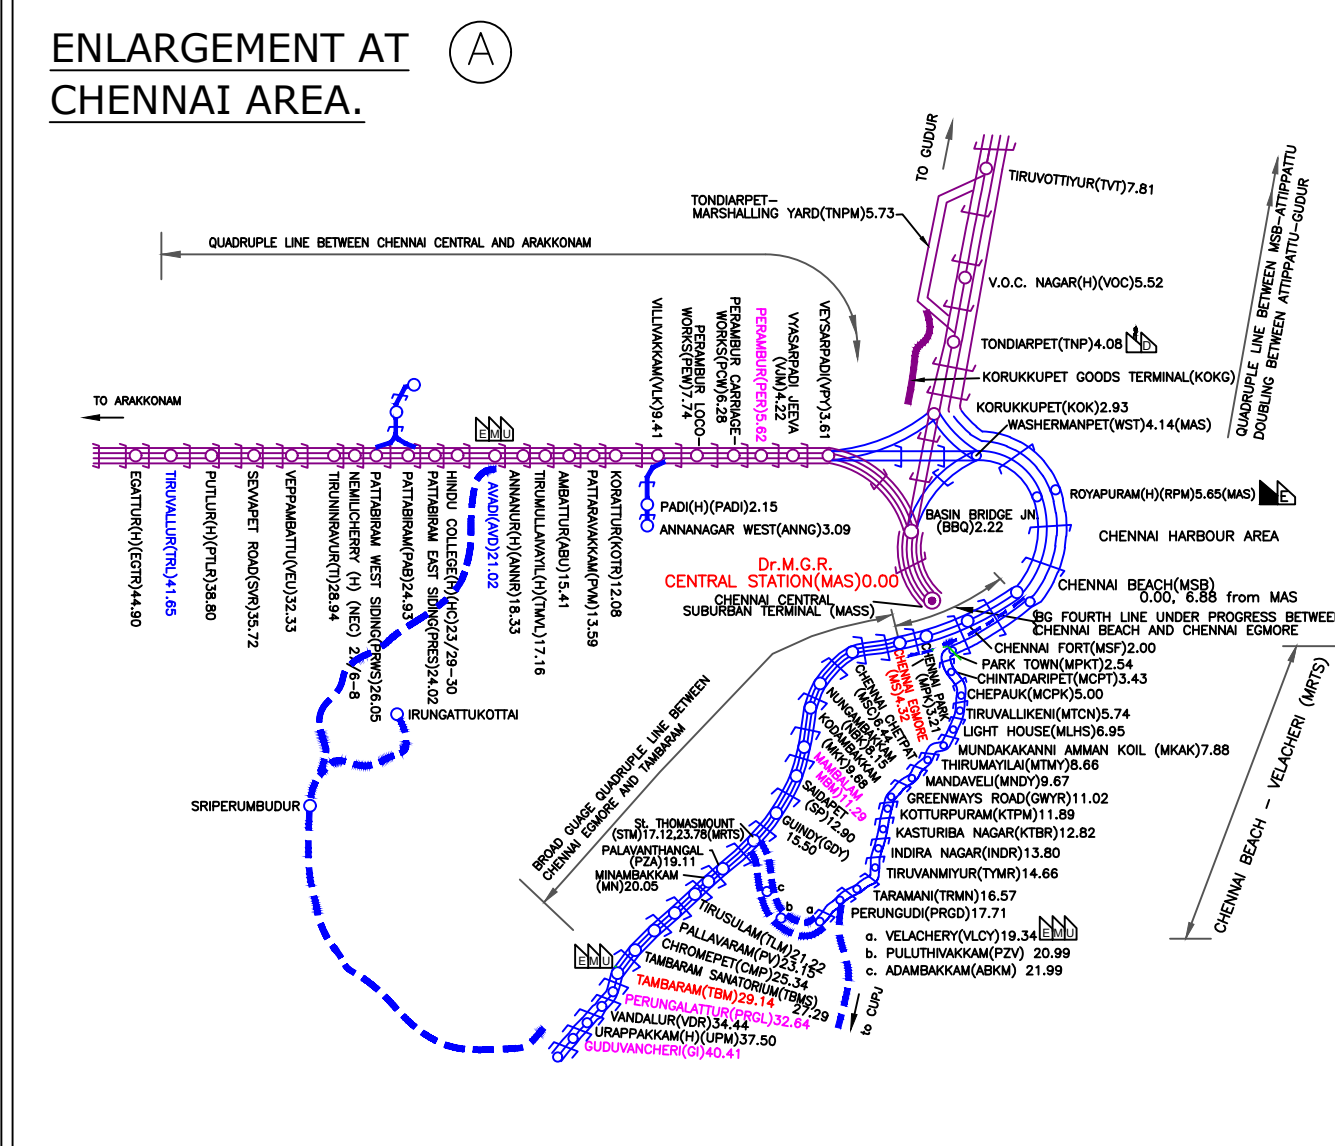 ENLARGEMENT AT
CHENNAI AREA.
A
TO GUDUR
TIRUVOTTIYUR(TVT)7.81
TONDIARPET-
MARSHALLING YARD(TNPM)5.73
QUADRUPLE LINE BETWEEN MSB-ATTIPPATTU
DOUBLING BETWEEN ATTIPPATTU-GUDUR
QUADRUPLE LINE BETWEEN CHENNAI CENTRAL AND ARAKKONAM
V.O.C. NAGAR(H)(VOC)5.52
TONDIARPET(TNP)4.08
D
KORUKKUPET GOODS TERMINAL(KOKG)
KORUKKUPET(KOK)2.93
WASHERMANPET(WST)4.14(MAS)
ROYAPURAM(H)(RPM)5.65(MAS)
E
CHENNAI HARBOUR AREA
VILLIVAKKAM(VLK)9.41
PERAMBUR LOCO-
WORKS(PEW)7.74
PERAMBUR CARRIAGE-
WORKS(PCW)6.28
PERAMBUR(PER)5.62
VYASARPADI JEEVA
(VJM)4.22
VEYSARPADI(VPY)3.61
TO ARAKKONAM
EMU
EGATTUR(H)(EGTR)44.90
TIRUVALLUR(TRL)41.65
PUTLUR(H)(PTLR)38.80
SEVVAPET ROAD(SVR)35.72
VEPPAMBATTU(VEU)32.33
TIRUNINRAVUR(TI)28.94
NEMILICHERRY (H) (NEC)
PATTABIRAM WEST SIDING(PRWS)26.05
PATTABIRAM(PAB)24.93
PATTABIRAM EAST SIDING(PRES)24.02
HINDU COLLEGE(H)(HC)23/29-30
AVADI(AVD)21.02
ANNANUR(H)(ANNR)18.33
TIRUMULLAIVAYIL(H)(TMVL)17.16
AMBATTUR(ABU)15.41
PATTARAVAKKAM(PVM)13.59
KORATTUR(KOTR)12.08
PADI(H)(PADI)2.15
ANNANAGAR WEST(ANNG)3.09
BASIN BRIDGE JN.
(BBQ)2.22
Dr.M.G.R.
CENTRAL STATION(MAS)0.00
CHENNAI CENTRAL
SUBURBAN TERMINAL (MASS)
CHENNAI BEACH(MSB)
0.00, 6.88 from MAS
BG FOURTH LINE UNDER PROGRESS BETWEEN
CHENNAI BEACH AND CHENNAI EGMORE
CHENNAI FORT(MSF)2.00
PARK TOWN(MPKT)2.54
CHINTADARIPET(MCPT)3.43
CHEPAUK(MCPK)5.00
TIRUVALLIKENI(MTCN)5.74
LIGHT HOUSE(MLHS)6.95
MUNDAKAKANNI AMMAN KOIL (MKAK)7.88
THIRUMAYILAI(MTMY)8.66
MANDAVELI(MNDY)9.67
GREENWAYS ROAD(GWYR)11.02
KOTTURPURAM(KTPM)11.89
KASTURIBA NAGAR(KTBR)12.82
INDIRA NAGAR(INDR)13.80
TIRUVANMIYUR(TYMR)14.66
TARAMANI(TRMN)16.57
PERUNGUDI(PRGD)17.71
a. VELACHERY(VLCY)19.34
EMU
b. PULUTHIVAKKAM(PZV) 20.99
c. ADAMBAKKAM(ABKM) 21.99
CHENNAI BEACH - VELACHERI (MRTS)
CHENNAI PARK
(MPK)3.21
CHENNAI EGMORE
(MS)4.32
CHENNAI CHETPAT
(MSC)6.44
NUNGAMBAKKAM
(NBK)8.15
KODAMBAKKAM
(MKK)9.68
MAMBALAM
MBM)11.29
SAIDAPET
(SP)12.90
GUINDY(GDY)
15.50
BROAD GUAGE QUADRUPLE LINE BETWEEN
CHENNAI EGMORE AND TAMBARAM
St. THOMASMOUNT
(STM)17.12,23.78(MRTS)
PALAVANTHANGAL
(PZA)19.11
MINAMBAKKAM
(MN)20.05
c
b
a
to CUPJ
IRUNGATTUKOTTAI
SRIPERUMBUDUR
EMU
TIRUSULAM(TLM)21.22
PALLAVARAM(PV)23.15
CHROMEPET(CMP)25.34
TAMBARAM SANATORIUM(TBMS)
27.29
TAMBARAM(TBM)29.14
PERUNGALATTUR(PRGL)32.64
VANDALUR(VDR)34.44
URAPPAKKAM(H)(UPM)37.50
GUDUVANCHERI(GI)40.41